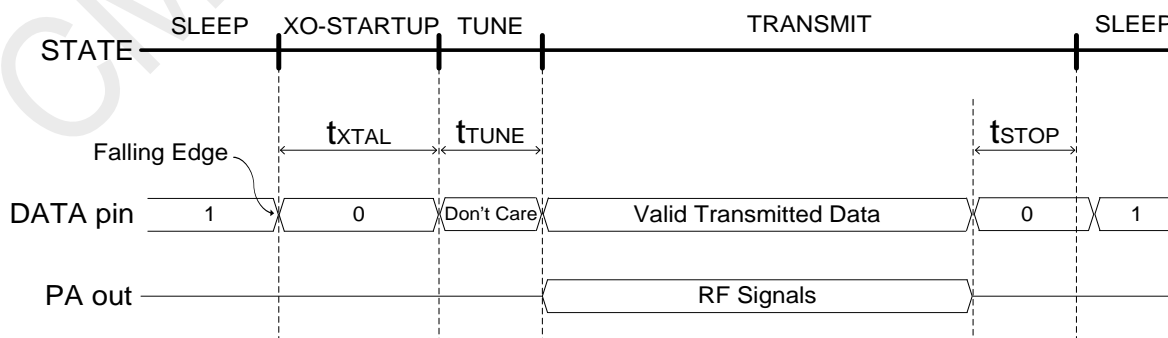 SLEEP XO-STARTUP TUNE TRANSMIT SLEEP
STATE
tXTAL tTUNE tSTOP
Falling Edge
DATA pin 1 0 Don't Care Valid Transmitted Data 0 1
PA out RF Signals